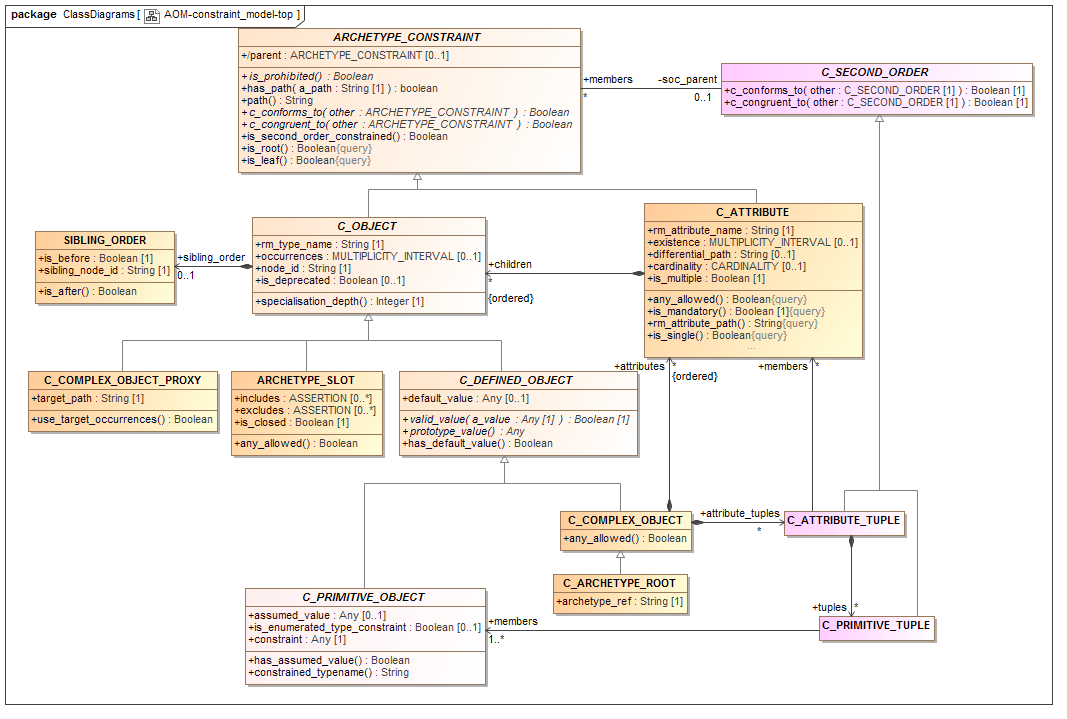 package ClassDiagrams [ AOM-constraint_model-top ]
ARCHETYPE_CONSTRAINT
+/parent : ARCHETYPE_CONSTRAINT [0..1]
+is_prohibited() : Boolean
+has_path( a_path : String [1] ) : boolean
+path() : String
+c_conforms_to( other : ARCHETYPE_CONSTRAINT ) : Boolean
+c_congruent_to( other : ARCHETYPE_CONSTRAINT ) : Boolean
+is_second_order_constrained() : Boolean
+is_root() : Boolean{query}
+is_leaf() : Boolean{query}
+members
*
-soc_parent
0..1
C_SECOND_ORDER
+c_conforms_to( other : C_SECOND_ORDER [1] ) : Boolean [1]
+c_congruent_to( other : C_SECOND_ORDER [1] ) : Boolean [1]
SIBLING_ORDER
+is_before : Boolean [1]
+sibling_node_id : String [1]
+is_after() : Boolean
+sibling_order
0..1
C_OBJECT
+rm_type_name : String [1]
+occurrences : MULTIPLICITY_INTERVAL [0..1]
+node_id : String [1]
+is_deprecated : Boolean [0..1]
+specialisation_depth() : Integer [1]
+children
*
{ordered}
C_ATTRIBUTE
+rm_attribute_name : String [1]
+existence : MULTIPLICITY_INTERVAL [0..1]
+differential_path : String [0..1]
+cardinality : CARDINALITY [0..1]
+is_multiple : Boolean [1]
+any_allowed() : Boolean{query}
+is_mandatory() : Boolean [1]{query}
+rm_attribute_path() : String{query}
+is_single() : Boolean{query}
...
C_COMPLEX_OBJECT_PROXY
+target_path : String [1]
+use_target_occurrences() : Boolean
ARCHETYPE_SLOT
+includes : ASSERTION [0..*]
+excludes : ASSERTION [0..*]
+is_closed : Boolean [1]
+any_allowed() : Boolean
C_DEFINED_OBJECT
+default_value : Any [0..1]
+valid_value( a_value : Any [1] ) : Boolean [1]
+prototype_value() : Any
+has_default_value() : Boolean
+attributes
*
{ordered}
+members
*
C_COMPLEX_OBJECT
+any_allowed() : Boolean
+attribute_tuples
*
C_ATTRIBUTE_TUPLE
C_ARCHETYPE_ROOT
+archetype_ref : String [1]
C_PRIMITIVE_OBJECT
+assumed_value : Any [0..1]
+is_enumerated_type_constraint : Boolean [0..1]
+constraint : Any [1]
+has_assumed_value() : Boolean
+constrained_typename() : String
+members
1..*
+tuples
*
C_PRIMITIVE_TUPLE